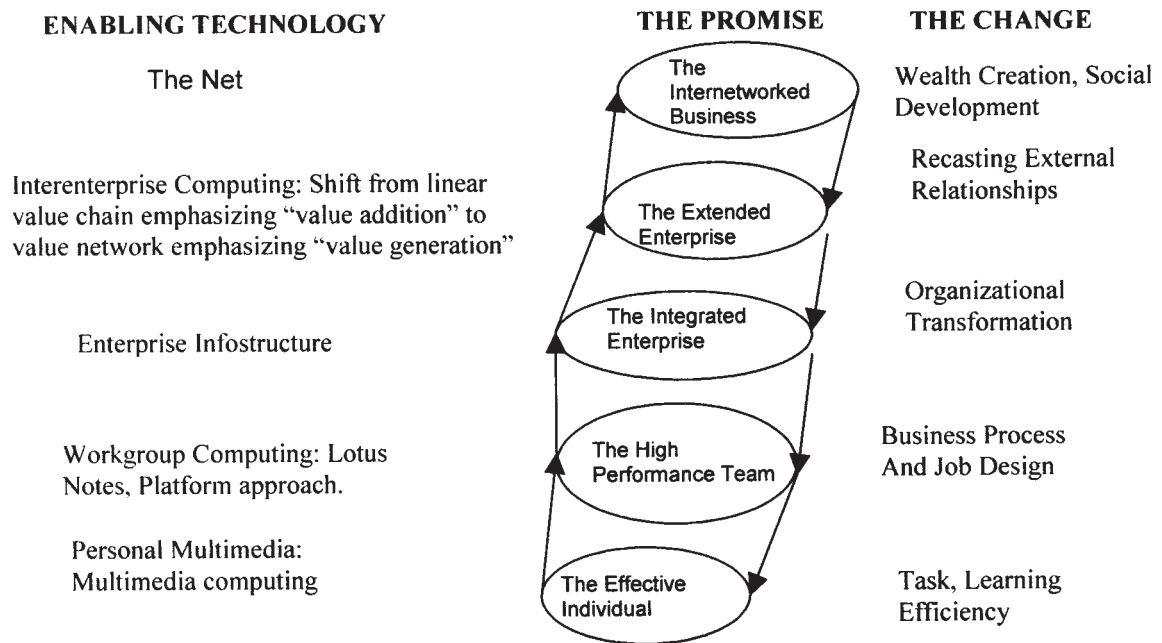 ENABLING TECHNOLOGY
THE PROMISE
THE CHANGE
The Net
The
Internetworked
Business
Wealth Creation, Social
Development
Interenterprise Computing: Shift from linear
value chain emphasizing “value addition” to
value network emphasizing “value generation”
The Extended
Enterprise
Recasting External
Relationships
Enterprise Infostructure
The Integrated
Enterprise
Organizational
Transformation
Workgroup Computing: Lotus
Notes, Platform approach.
The High
Performance Team
Business Process
And Job Design
Personal Multimedia:
Multimedia computing
The Effective
Individual
Task, Learning
Efficiency